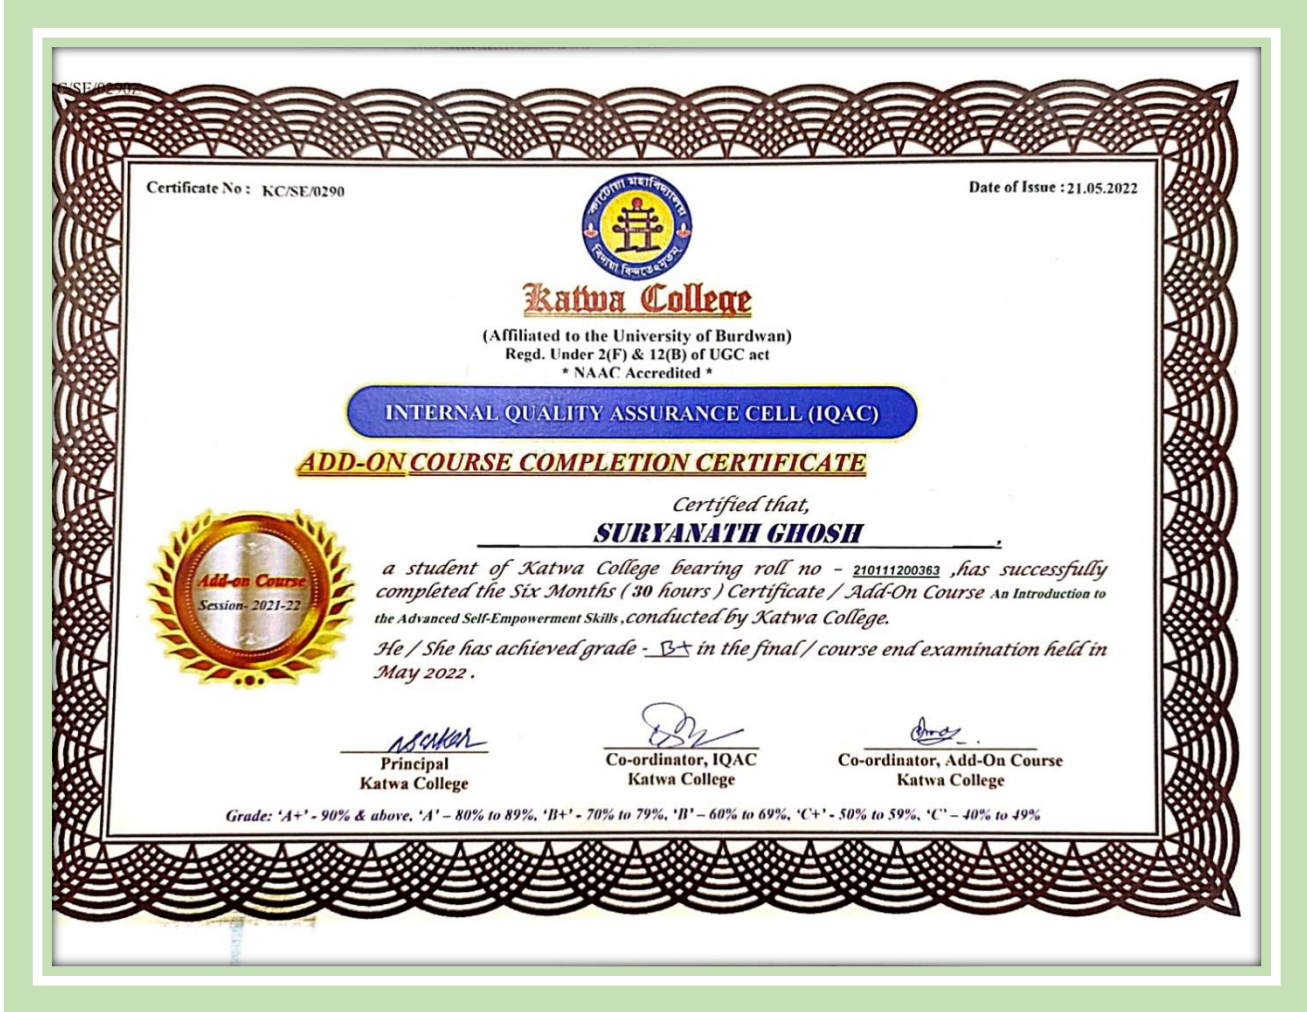 Certificate No : KC/SE/0290
Date of Issue : 21.05.2022
কাটোয়া মহাবিদ্যালয়
Katwa College
(Affiliated to the University of Burdwan)
Regd. Under 2(F) & 12(B) of UGC act
* NAAC Accredited *
INTERNAL QUALITY ASSURANCE CELL (IQAC)
ADD-ON COURSE COMPLETION CERTIFICATE
Certified that,
SURYANATH GHOSH ,
Add-on Course
Session- 2021-22
a student of Katwa College bearing roll no - 210111200363 ,has successfully
completed the Six Months ( 30 hours ) Certificate / Add-On Course An Introduction to
the Advanced Self-Empowerment Skills ,conducted by Katwa College.
He / She has achieved grade - B+ in the final / course end examination held in
May 2022 .
Principal
Katwa College
Co-ordinator, IQAC
Katwa College
Co-ordinator, Add-On Course
Katwa College
Grade: 'A+' - 90% & above, 'A' – 80% to 89%, 'B+' - 70% to 79%, 'B' – 60% to 69%, 'C+' - 50% to 59%, 'C' – 40% to 49%